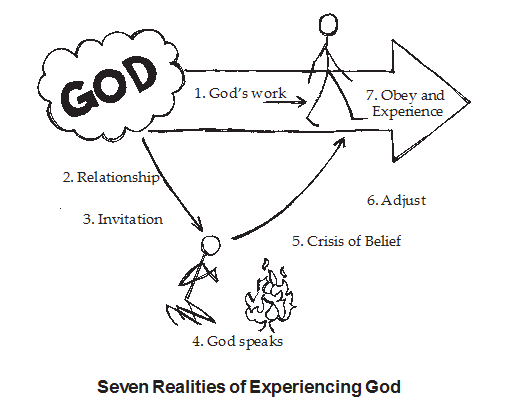 GOD
1. God's work
7. Obey and
Experience
2. Relationship
3. Invitation
6. Adjust
5. Crisis of Belief
4. God speaks
Seven Realities of Experiencing God